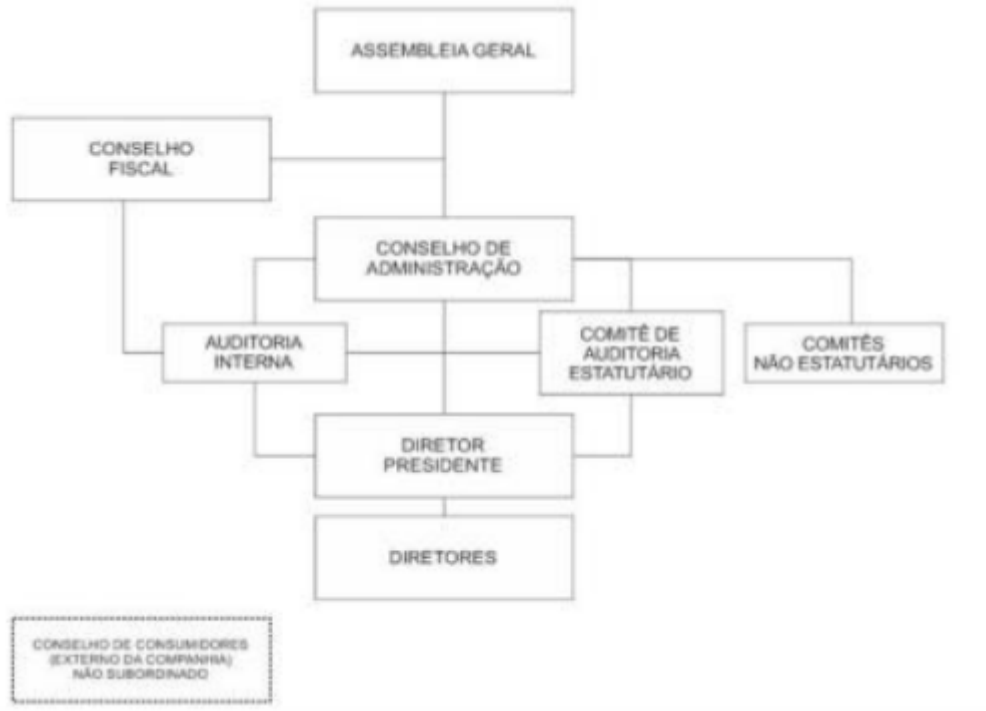 ASSEMBLEIA GERAL
CONSELHO
FISCAL
CONSELHO DE
ADMINISTRAÇÃO
AUDITORIA
INTERNA
COMITÊ DE
AUDITORIA
ESTATUTÁRIO
COMITÊS
NÃO ESTATUTÁRIOS
DIRETOR
PRESIDENTE
DIRETORES
CONSELHO DE CONSUMIDORES
(EXTERNO DA COMPANHIA)
NÃO SUBORDINADO